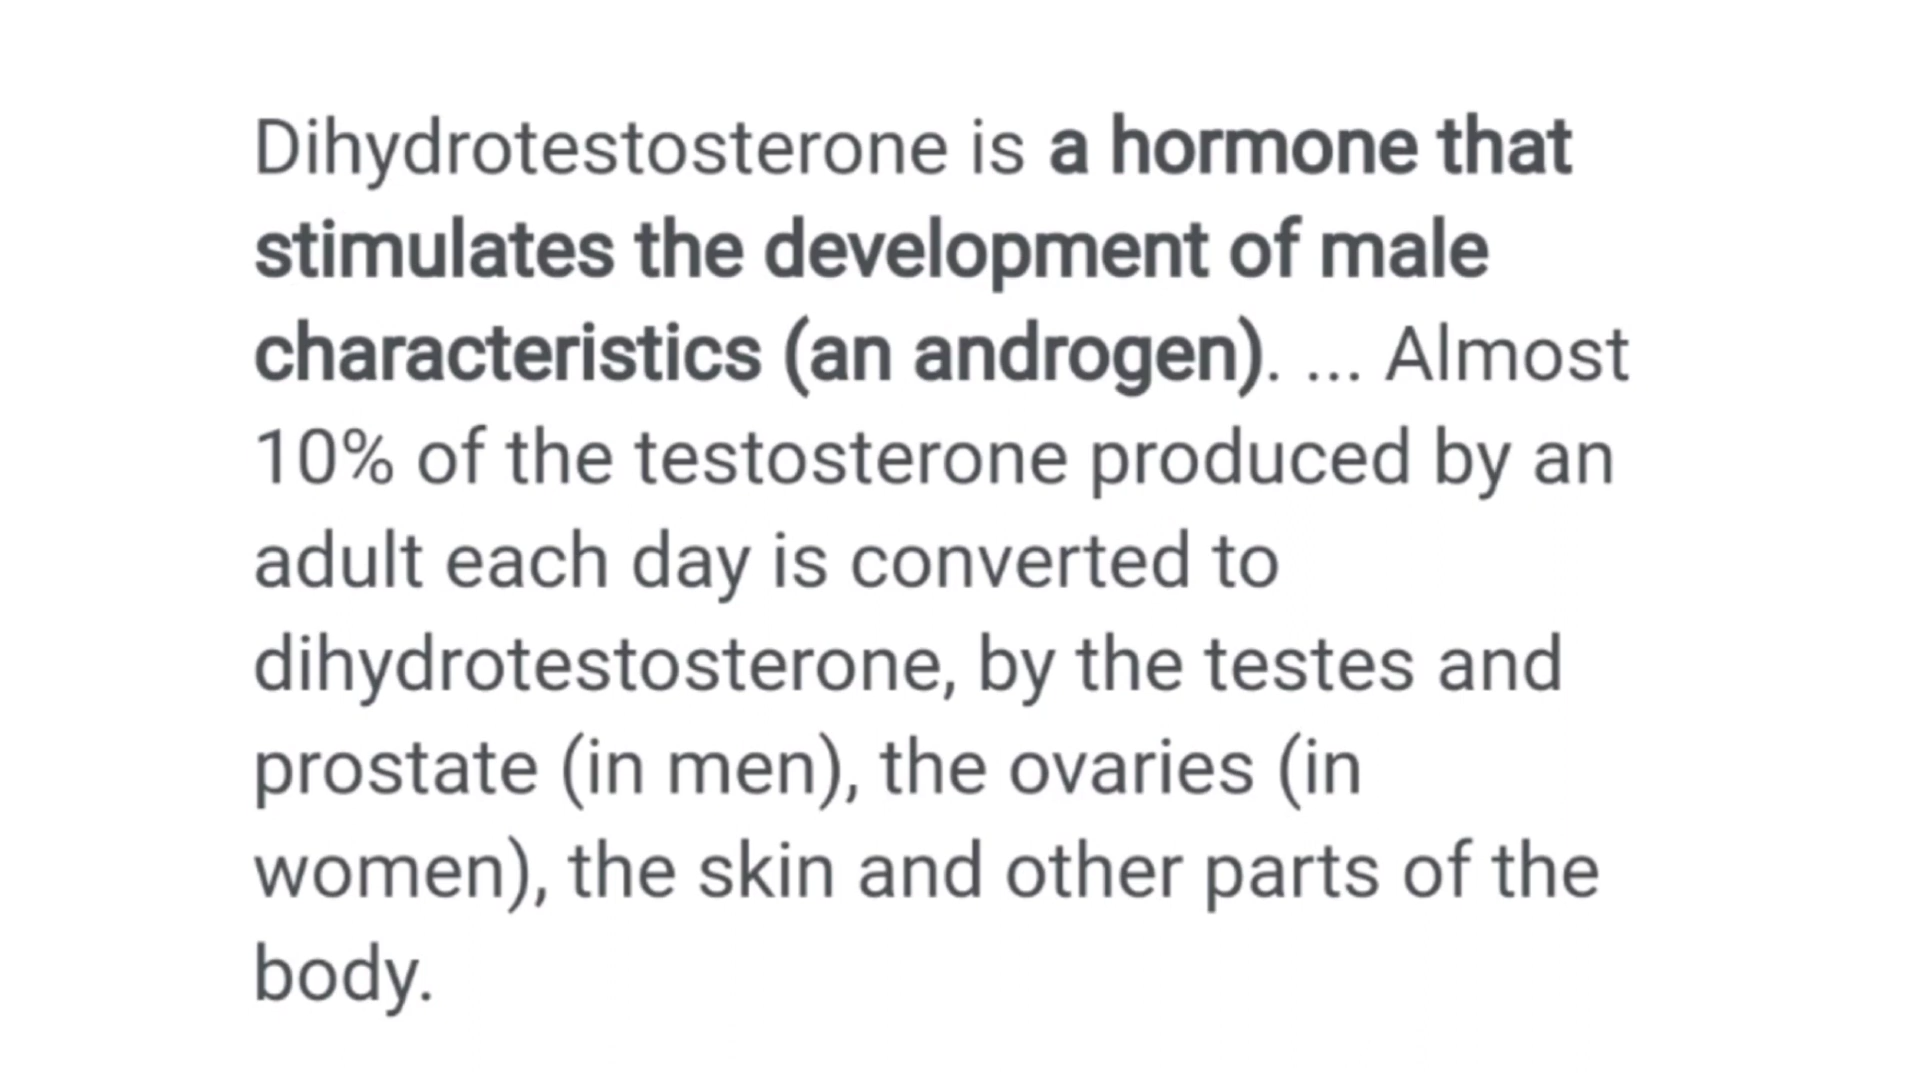 Dihydrotestosterone is a hormone that
stimulates the development of male
characteristics (an androgen). ... Almost
10% of the testosterone produced by an
adult each day is converted to
dihydrotestosterone, by the testes and
prostate (in men), the ovaries (in
women), the skin and other parts of the
body.